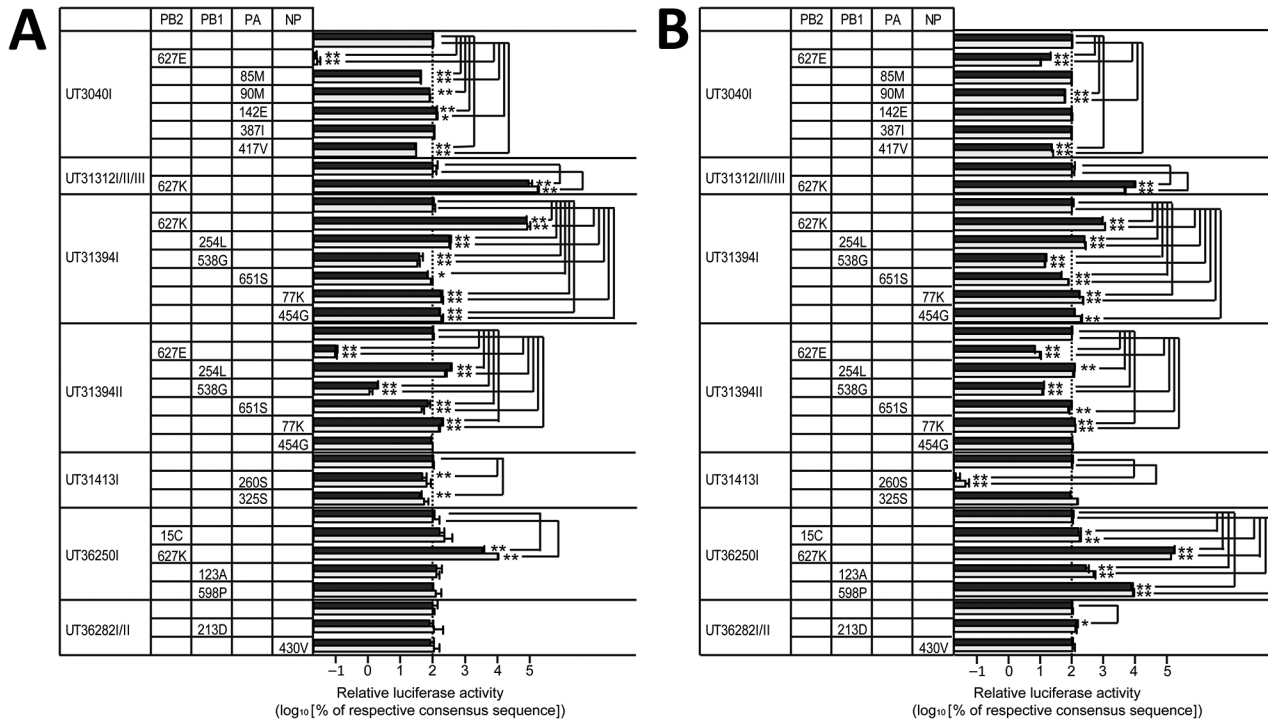 A
PB2 PB1 PA NP
UT3040I
627E **
**
85M **
**
90M **
142E **
*
387I
417V **
**
UT31312I/II/III
627K **
**
UT31394I
627K **
**
254L **
**
538G **
**
651S *
77K **
**
454G **
**
UT31394II
627E **
**
254L **
**
538G **
**
651S **
**
77K **
**
454G
UT31413I
260S **
325S **
UT36250I
15C
627K **
**
123A
598P
UT36282I/II
213D
430V
–1 0 1 2 3 4 5
Relative luciferase activity
(log₁₀ [% of respective consensus sequence])
B
PB2 PB1 PA NP
UT3040I
627E **
**
85M
90M **
**
142E
387I
417V **
**
UT31312I/II/III
627K **
**
UT31394I
627K **
**
254L **
**
538G **
**
651S **
**
77K **
**
454G **
UT31394II
627E **
**
254L **
538G **
**
651S **
77K **
**
454G
UT31413I
260S **
**
325S
UT36250I
15C *
**
627K **
**
123A **
**
598P **
**
UT36282I/II
213D *
430V
–1 0 1 2 3 4 5
Relative luciferase activity
(log₁₀ [% of respective consensus sequence])